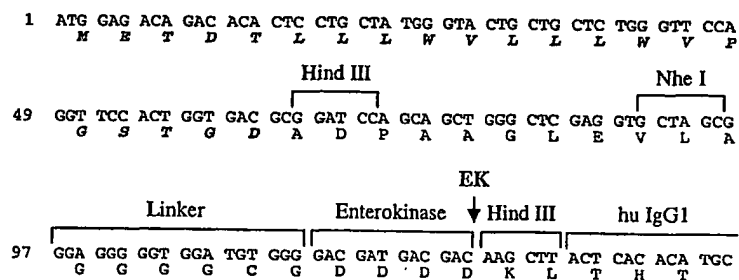 1 ATG GAG ACA GAC ACA CTC CTG CTA TGG GTA CTG CTG CTC TGG GTT CCA
M E T D T L L L W V L L L W V P
Hind III Nhe I
49 GGT TCC ACT GGT GAC GCG GAT CCA GCA GCT GGG CTC GAG GTG CTA GCG
G S T G D A D P A A G L E V L A
EK
Linker Enterokinase Hind III hu IgG1
97 GGA GGG GGT GGA TGT GGG GAC GAT GAC GAC AAG CTT ACT CAC ACA TGC
G G G G C G D D D D K L T H T